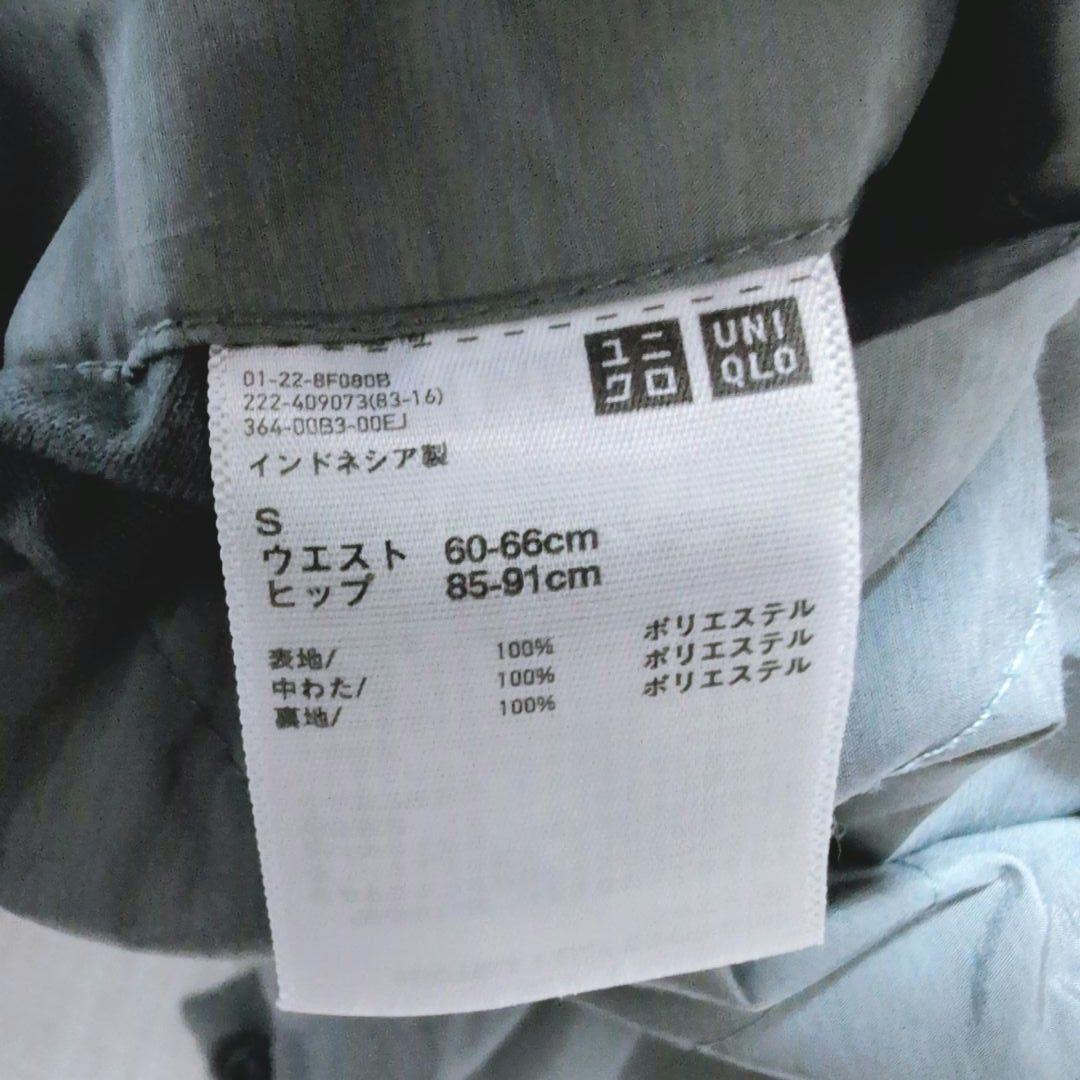 ユニ
クロ
UNI
QLO
01-22-8F080B
222-409073(83-16)
364-00B3-00EJ
インドネシア製
S
ウエスト 60-66cm
ヒップ 85-91cm
表地/ 100% ポリエステル
中わた/ 100% ポリエステル
裏地/ 100% ポリエステル